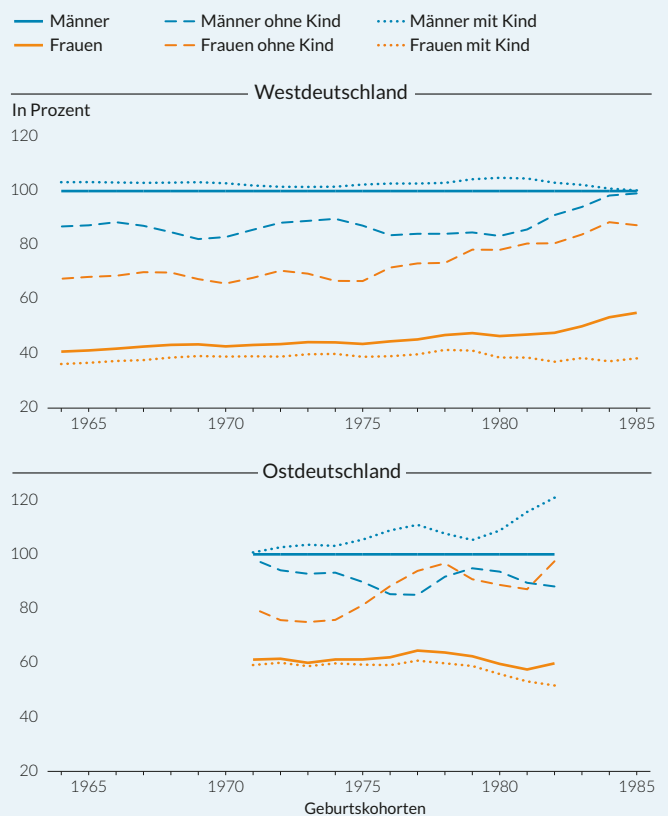 Männer Männer ohne Kind Männer mit Kind
Frauen Frauen ohne Kind Frauen mit Kind
Westdeutschland
In Prozent
120
100
80
60
40
20
1965 1970 1975 1980 1985
Ostdeutschland
120
100
80
60
40
20
1965 1970 1975 1980 1985
Geburtskohorten